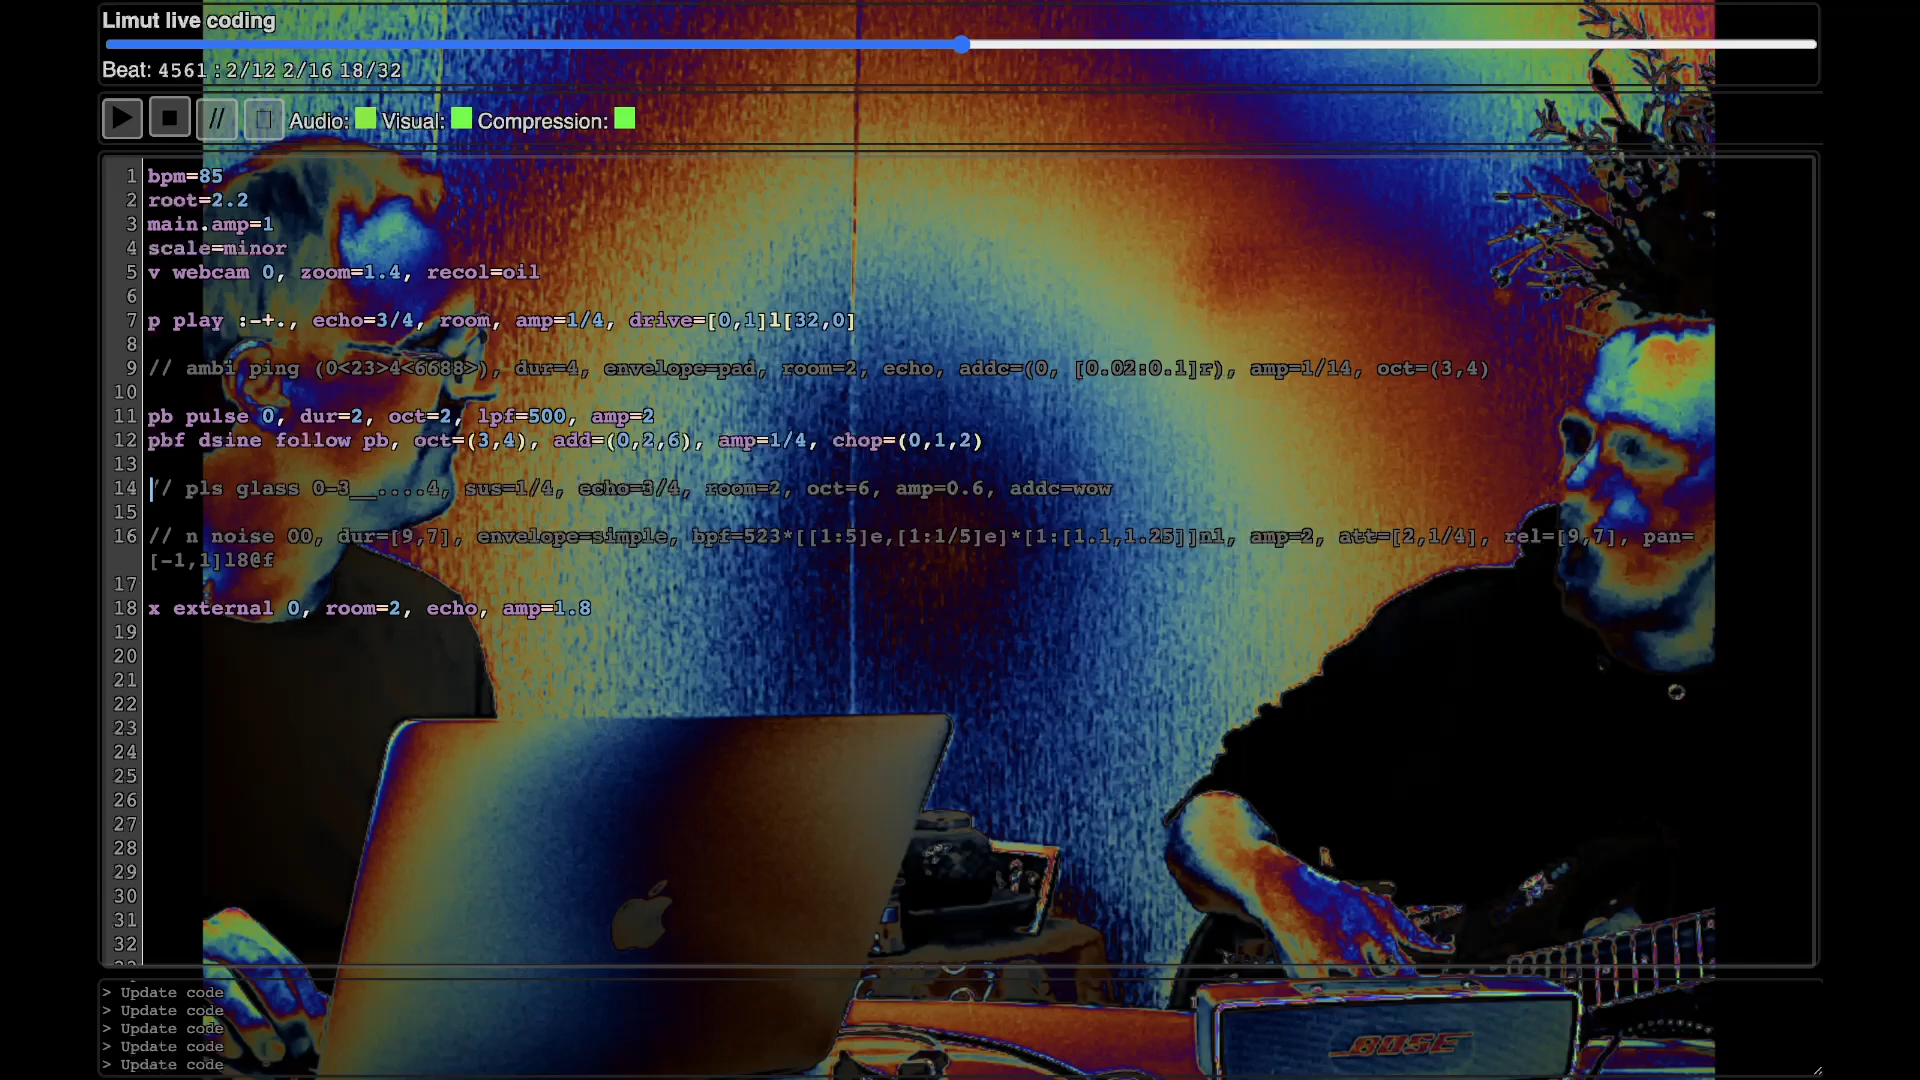 Limut live coding
Beat: 4561 : 2/12 2/16 18/32
// Audio: Visual: Compression:
1 bpm=85
2 root=2.2
3 main.amp=1
4 scale=minor
5 v webcam 0, zoom=1.4, recol=oil
6
7 p play :-+., echo=3/4, room, amp=1/4, drive=[0,1]l[32,0]
8
9 // ambi ping (0<23>4<6688>), dur=4, envelope=pad, room=2, echo, addc=(0, [0.02:0.1]r), amp=1/14, oct=(3,4)
10
11 pb pulse 0, dur=2, oct=2, lpf=500, amp=2
12 pbf dsine follow pb, oct=(3,4), add=(0,2,6), amp=1/4, chop=(0,1,2)
13
14 // pls glass 0-3__....4, sus=1/4, echo=3/4, room=2, oct=6, amp=0.6, addc=wow
15
16 // n noise 00, dur=[9,7], envelope=simple, bpf=523*[[1:5]e,[1:1/5]e]*[1:[1.1,1.25]]nl, amp=2, att=[2,1/4], rel=[9,7], pan=
[-1,1]l8@f
17
18 x external 0, room=2, echo, amp=1.8
19
20
21
22
23
24
25
26
27
28
29
30
31
32
> Update code
> Update code
> Update code
> Update code
> Update code
BOSE